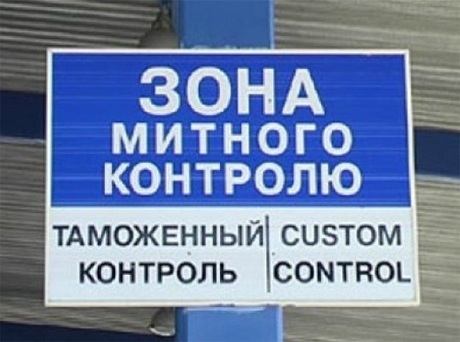 ЗОНА
МИТНОГО
КОНТРОЛЮ
ТАМОЖЕННЫЙ
КОНТРОЛЬ
CUSTOM
CONTROL